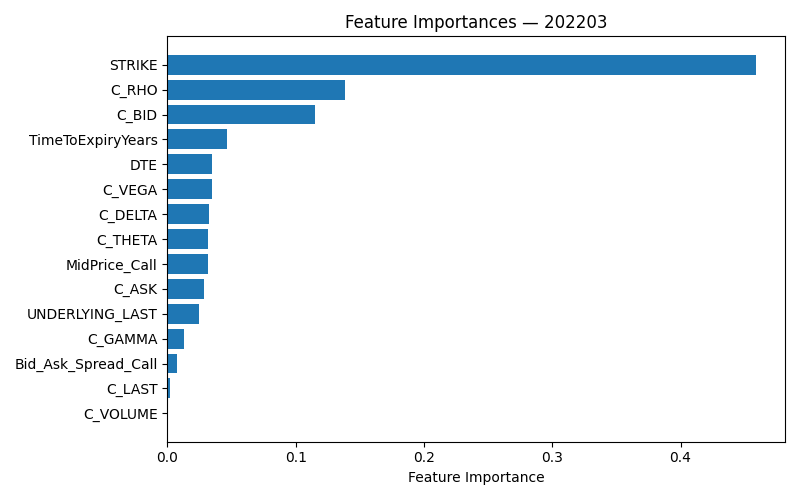 Feature Importances — 202203
STRIKE
C_RHO
C_BID
TimeToExpiryYears
DTE
C_VEGA
C_DELTA
C_THETA
MidPrice_Call
C_ASK
UNDERLYING_LAST
C_GAMMA
Bid_Ask_Spread_Call
C_LAST
C_VOLUME
0.0 0.1 0.2 0.3 0.4
Feature Importance